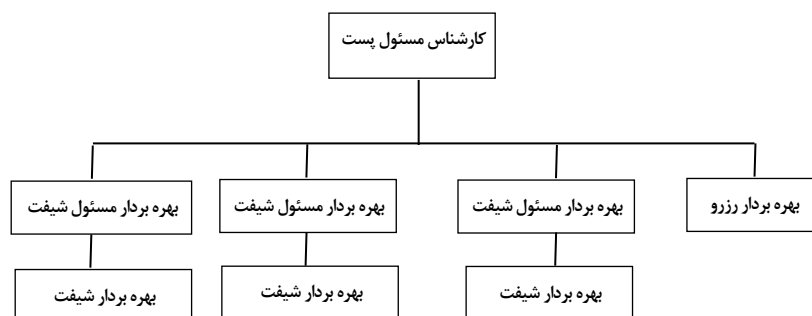 کارشناس مسئول پست
بهره بردار رزرو
بهره بردار مسئول شیفت
بهره بردار مسئول شیفت
بهره بردار مسئول شیفت
بهره بردار شیفت
بهره بردار شیفت
بهره بردار شیفت